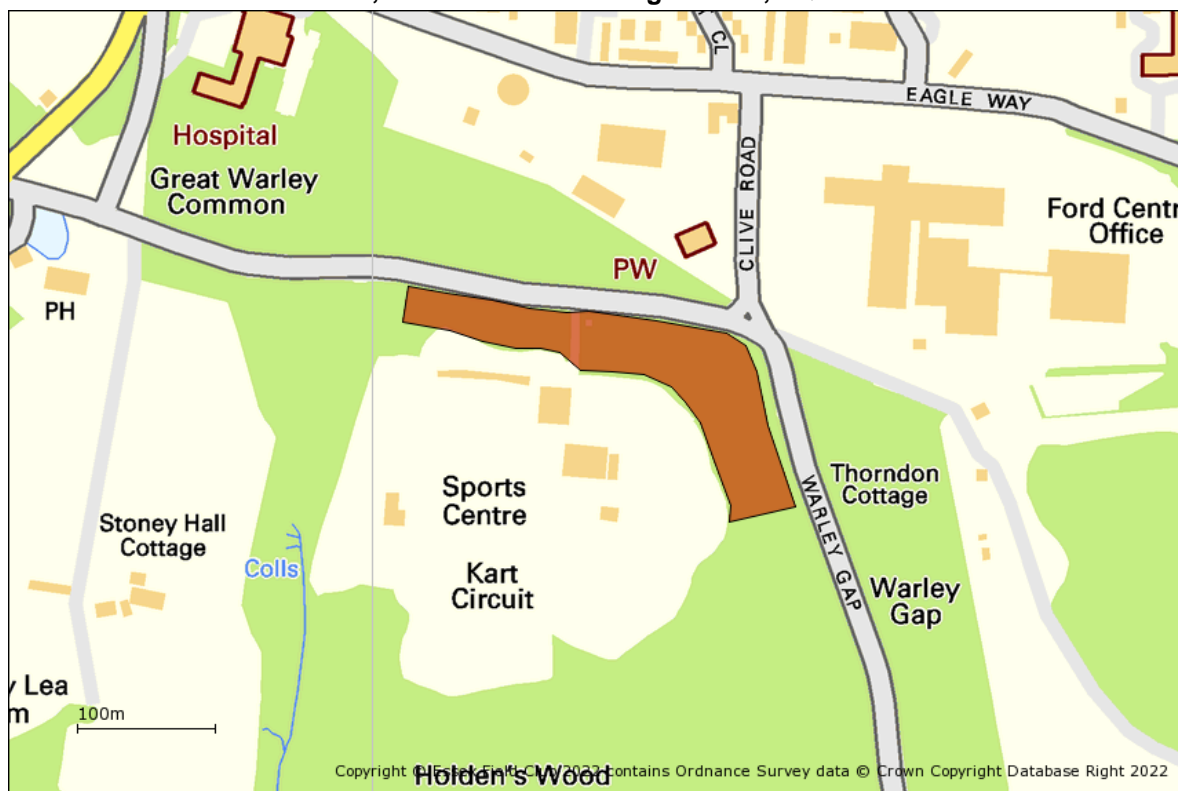 CL
EAGLE WAY
Hospital
Great Warley
Common
CLIVE ROAD
Ford Centr
Office
PW
PH
Thorndon
Cottage
Sports
Centre
WARLEY GAP
Stoney Hall
Cottage
Colls
Kart
Circuit
Warley
Gap
y Lea
m
100m
Holden's Wood
Copyright © Essex Field Club 2022 contains Ordnance Survey data © Crown Copyright Database Right 2022